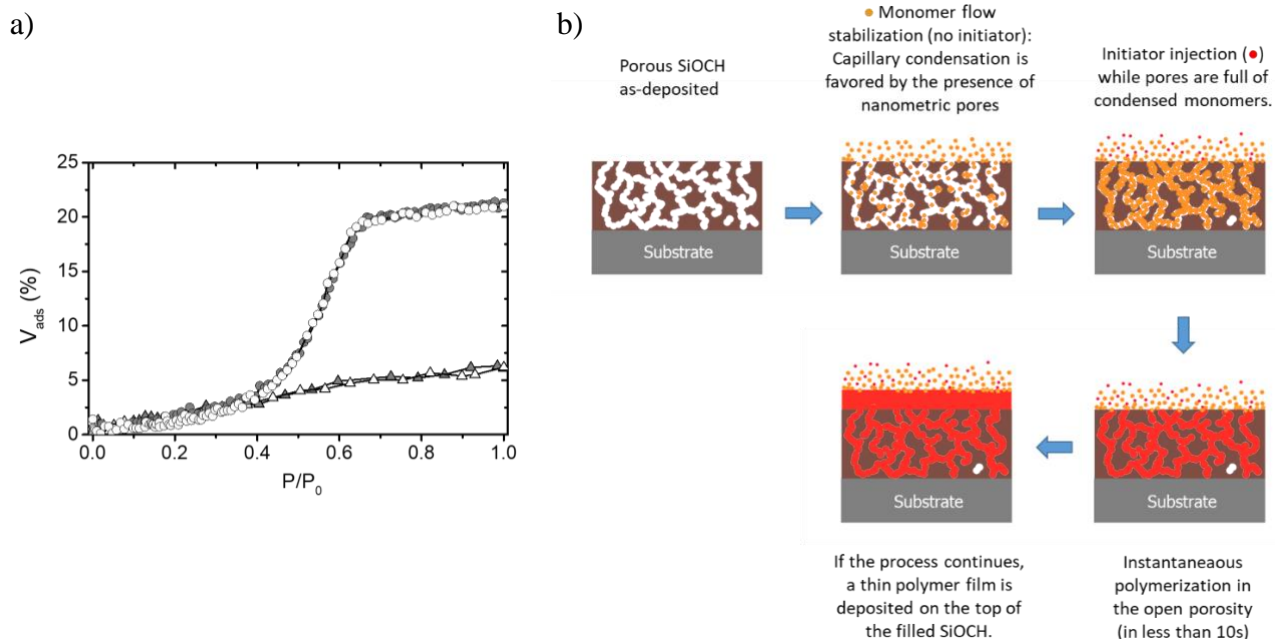 a)
25
20
15
10
5
0
V_ads (%)
0.0 0.2 0.4 0.6 0.8 1.0
P/P_0
b)
Porous SiOCH
as-deposited
Substrate
• Monomer flow
stabilization (no initiator):
Capillary condensation is
favored by the presence of
nanometric pores
Substrate
Initiator injection (•)
while pores are full of
condensed monomers.
Substrate
Substrate
Instantaneous
polymerization in
the open porosity
(in less than 10s)
Substrate
If the process continues,
a thin polymer film is
deposited on the top of
the filled SiOCH.